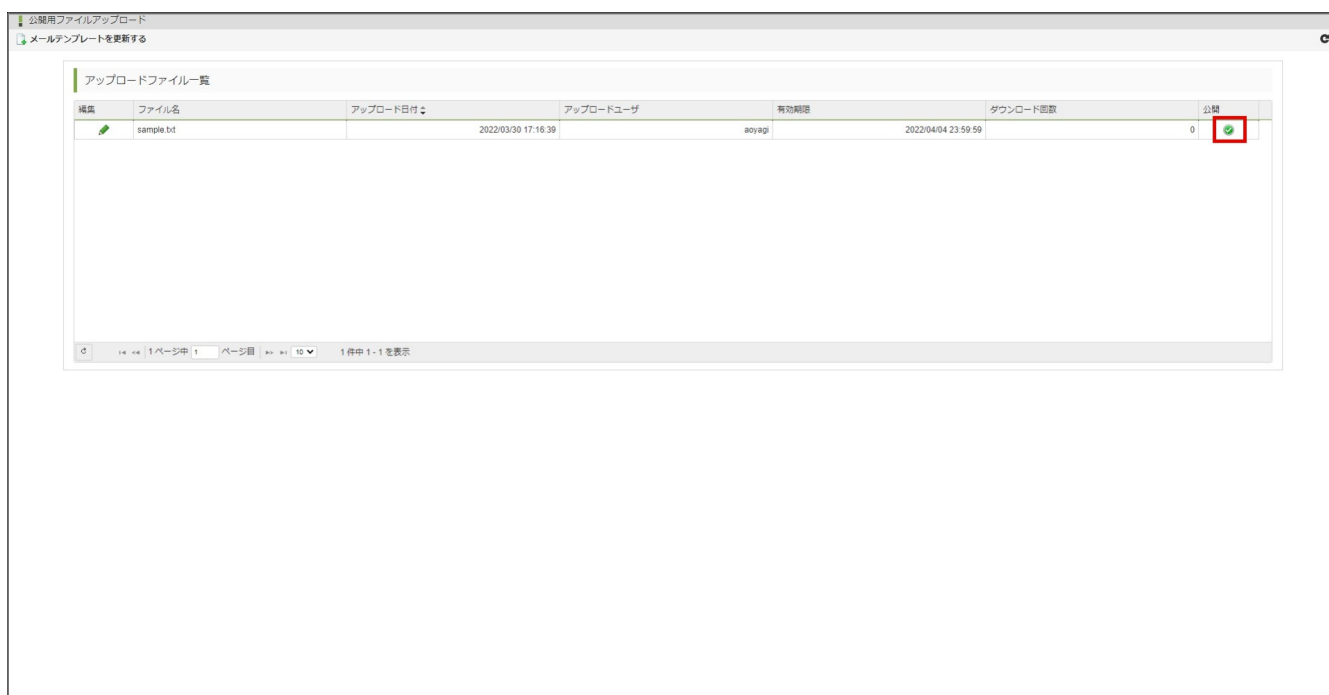 公開用ファイルアップロード
メールテンプレートを更新する
アップロードファイル一覧
編集 ファイル名 アップロード日付 アップロードユーザ 有効期限 ダウンロード回数 公開
sample.txt 2022/03/30 17:16:39 aoyagi 2022/04/04 23:59:59 0
1 ページ中 1 ページ目 10 1 件中 1 - 1 を表示